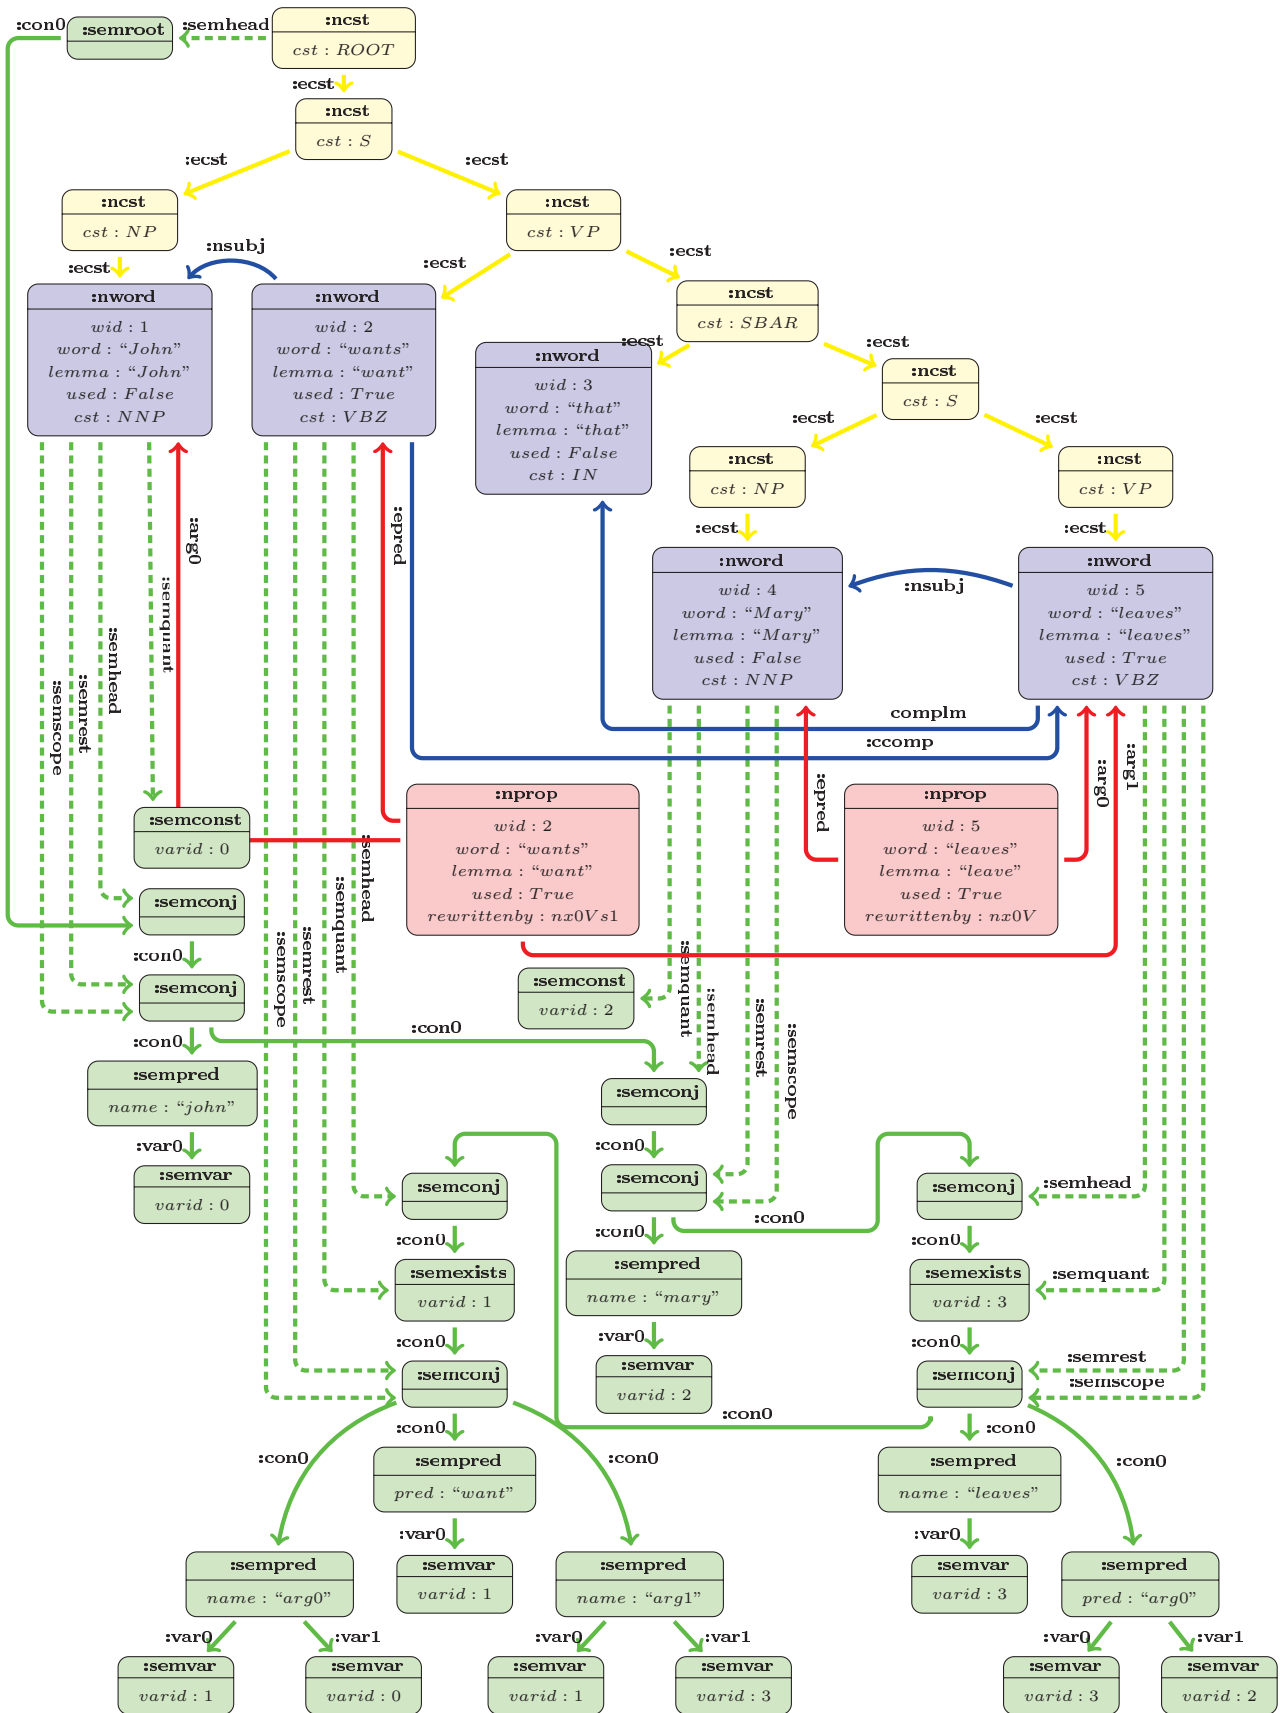 :con0
:semroot
:semhead
:ncst
cst : ROOT
:ecst
:ncst
cst : S
:ecst
:ecst
:ncst
cst : NP
:ncst
cst : VP
:ecst
:nsubj
:ecst
:ecst
:nword
wid : 1
word : “John”
lemma : “John”
used : False
cst : NNP
:nword
wid : 2
word : “wants”
lemma : “want”
used : True
cst : VBZ
:ncst
cst : SBAR
:ecst
:ecst
:nword
wid : 3
word : “that”
lemma : “that”
used : False
cst : IN
:ncst
cst : S
:ecst
:ecst
:ncst
cst : NP
:ncst
cst : VP
:ecst
:ecst
:nword
wid : 4
word : “Mary”
lemma : “Mary”
used : False
cst : NNP
:nsubj
:nword
wid : 5
word : “leaves”
lemma : “leaves”
used : True
cst : VBZ
:arg0
:epred
:semquant
:semhead
:semrest
:semscope
complm
:ccomp
:epred
:arg0
:arg1
:semconst
varid : 0
:nprop
wid : 2
word : “wants”
lemma : “want”
used : True
rewrittenby : nx0Vs1
:nprop
wid : 5
word : “leaves”
lemma : “leave”
used : True
rewrittenby : nx0V
:semhead
:semquant
:semrest
:semscope
:semconj
:con0
:semconj
:semconst
varid : 2
:semquant
:semhead
:semrest
:semscope
:con0
:con0
:sempred
name : “john”
:semconj
:var0
:semvar
varid : 0
:con0
:semconj
:semconj
:semconj
:semhead
:con0
:con0
:con0
:con0
:semexists
varid : 1
:sempred
name : “mary”
:semexists
varid : 3
:semquant
:con0
:var0
:con0
:semconj
:semvar
varid : 2
:semconj
:semrest
:semscope
:con0
:con0
:con0
:con0
:con0
:con0
:sempred
pred : “want”
:sempred
name : “leaves”
:var0
:var0
:sempred
name : “arg0”
:semvar
varid : 1
:sempred
name : “arg1”
:semvar
varid : 3
:sempred
pred : “arg0”
:var0
:var1
:var0
:var1
:var0
:var1
:semvar
varid : 1
:semvar
varid : 0
:semvar
varid : 1
:semvar
varid : 3
:semvar
varid : 3
:semvar
varid : 2